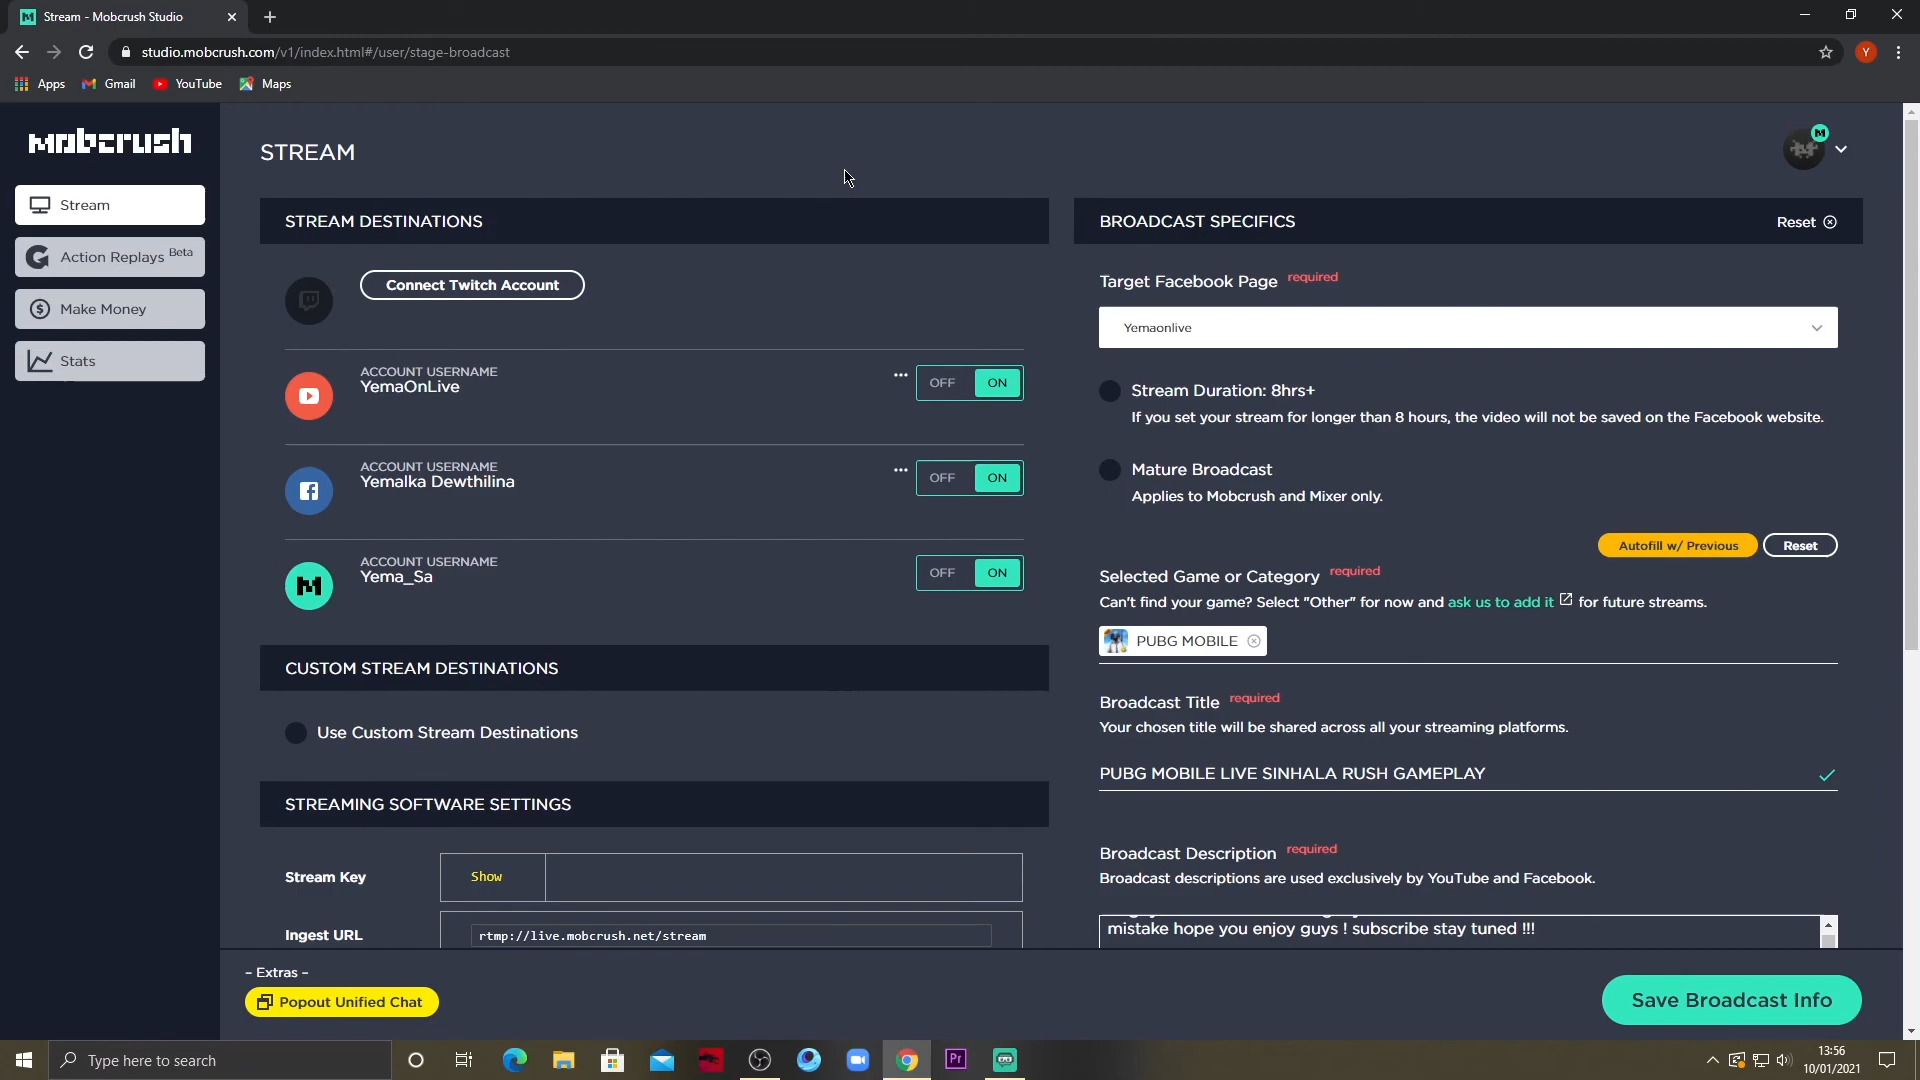 Stream - Mobcrush Studio
studio.mobcrush.com/v1/index.html#/user/stage-broadcast
Y
Apps
Gmail
YouTube
Maps
mobcrush
STREAM
Stream
Action Replays Beta
Make Money
Stats
STREAM DESTINATIONS
Connect Twitch Account
ACCOUNT USERNAME
YemaOnLive
OFF
ON
ACCOUNT USERNAME
Yemalka Dewthilina
OFF
ON
ACCOUNT USERNAME
Yema_Sa
OFF
ON
CUSTOM STREAM DESTINATIONS
Use Custom Stream Destinations
STREAMING SOFTWARE SETTINGS
Stream Key
Show
Ingest URL
rtmp://live.mobcrush.net/stream
BROADCAST SPECIFICS
Reset
Target Facebook Page required
Yemaonlive
Stream Duration: 8hrs+
If you set your stream for longer than 8 hours, the video will not be saved on the Facebook website.
Mature Broadcast
Applies to Mobcrush and Mixer only.
Autofill w/ Previous
Reset
Selected Game or Category required
Can't find your game? Select "Other" for now and ask us to add it for future streams.
PUBG MOBILE
Broadcast Title required
Your chosen title will be shared across all your streaming platforms.
PUBG MOBILE LIVE SINHALA RUSH GAMEPLAY
Broadcast Description required
Broadcast descriptions are used exclusively by YouTube and Facebook.
mistake hope you enjoy guys ! subscribe stay tuned !!!
– Extras –
Popout Unified Chat
Save Broadcast Info
Type here to search
Pr
13:56
10/01/2021